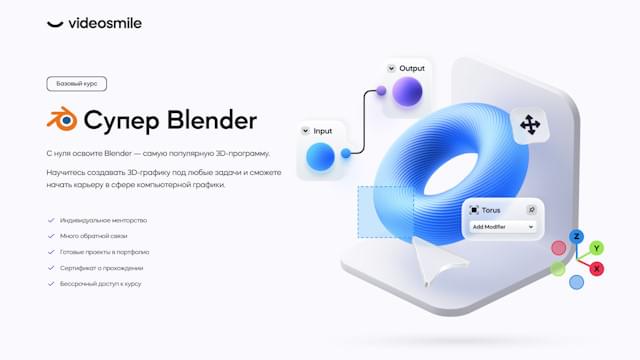 videosmile
Базовый курс
Супер Blender
С нуля освоите Blender — самую популярную 3D-программу.
Научитесь создавать 3D-графику под любые задачи и сможете
начать карьеру в сфере компьютерной графики.
Индивидуальное менторство
Много обратной связи
Готовые проекты в портфолио
Сертификат о прохождении
Бессрочный доступ к курсу
Output
Input
Torus
Add Modifier
Z
Y
X